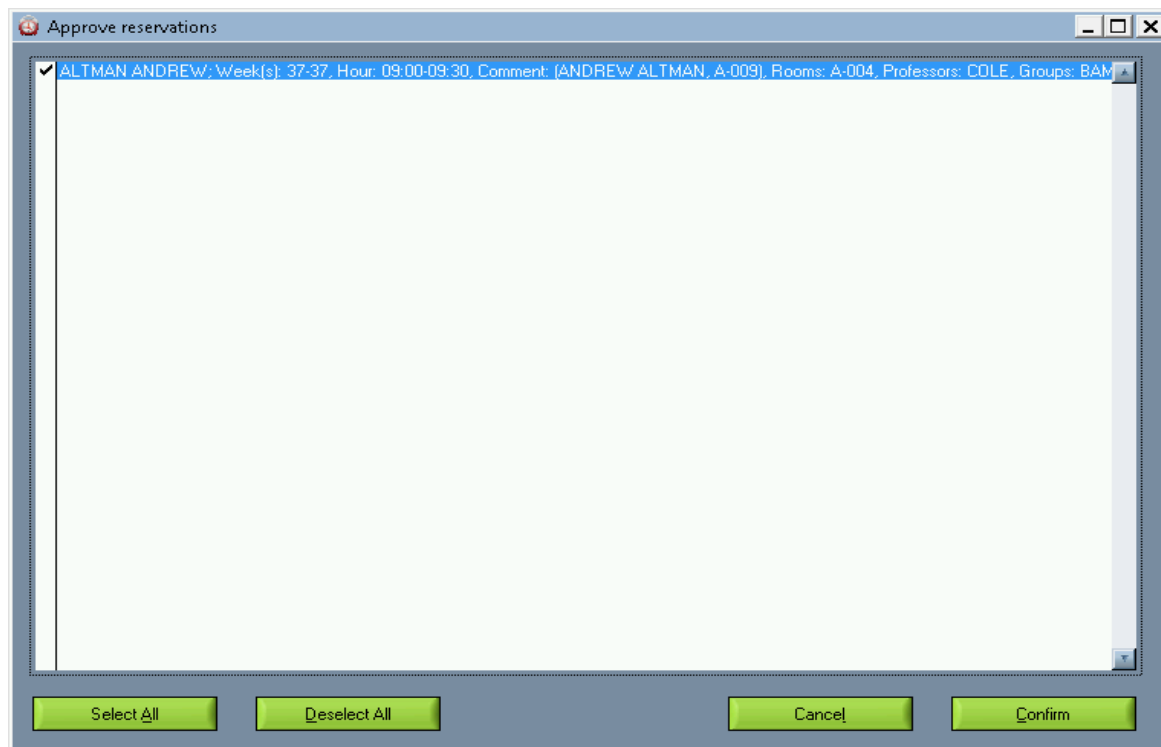 Approve reservations
ALTMAN ANDREW; Week(s): 37-37, Hour: 09:00-09:30, Comment: (ANDREW ALTMAN, A-009), Rooms: A-004, Professors: COLE, Groups: BAM
Select All
Deselect All
Cancel
Confirm